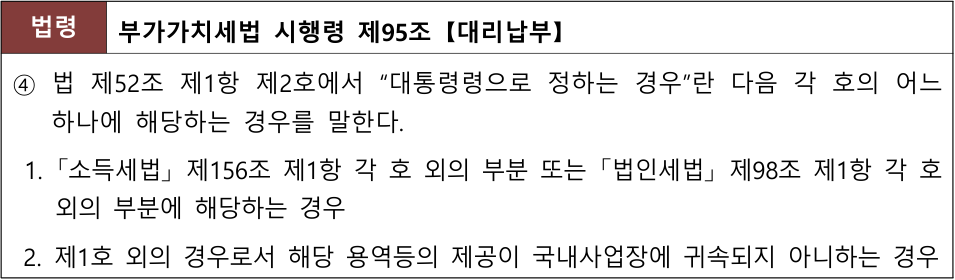 법령 부가가치세법 시행령 제95조【대리납부】
④ 법 제52조 제1항 제2호에서 “대통령령으로 정하는 경우”란 다음 각 호의 어느
하나에 해당하는 경우를 말한다.
1. 「소득세법」제156조 제1항 각 호 외의 부분 또는「법인세법」제98조 제1항 각 호
외의 부분에 해당하는 경우
2. 제1호 외의 경우로서 해당 용역등의 제공이 국내사업장에 귀속되지 아니하는 경우